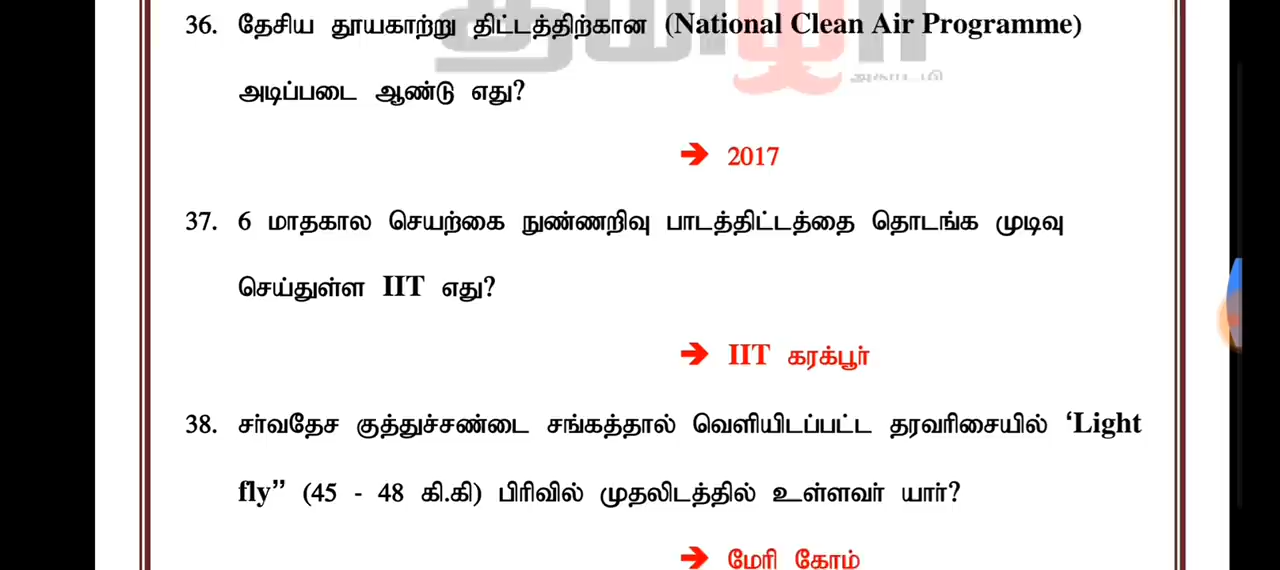 36. தேசிய தூயகாற்று திட்டத்திற்கான (National Clean Air Programme)
அகாடமி
அடிப்படை ஆண்டு எது?
➔ 2017
37. 6 மாதகால செயற்கை நுண்ணறிவு பாடத்திட்டத்தை தொடங்க முடிவு
செய்துள்ள IIT எது?
➔ IIT கரக்பூர்
38. சர்வதேச குத்துச்சண்டை சங்கத்தால் வெளியிடப்பட்ட தரவரிசையில் ‘Light
fly” (45 - 48 கி.கி) பிரிவில் முதலிடத்தில் உள்ளவர் யார்?
➔ மேரி கோம்